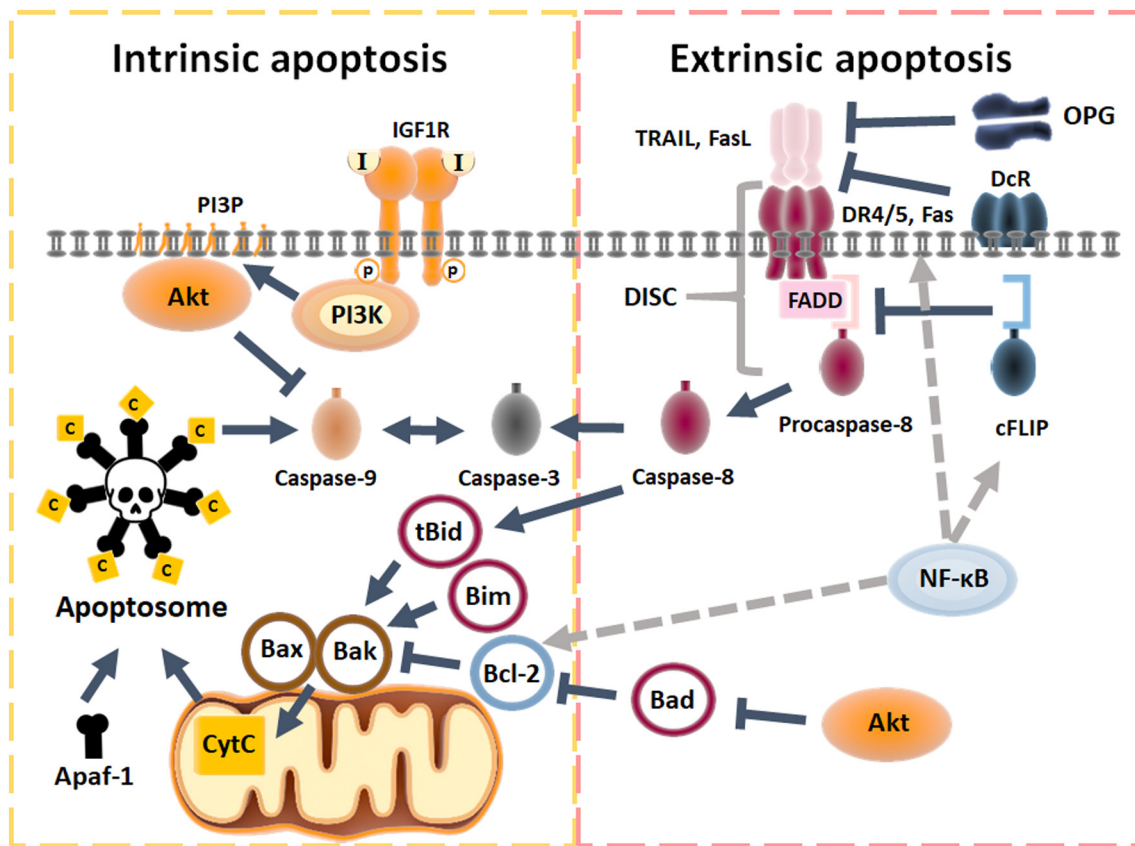 Intrinsic apoptosis
Extrinsic apoptosis
IGF1R
I
I
PI3P
Akt
P
P
PI3K
TRAIL, FasL
OPG
DcR
DR4/5, Fas
DISC
FADD
Procaspase-8
cFLIP
C
C
C
C
C
C
C
Caspase-9
Caspase-3
Caspase-8
Apoptosome
tBid
Bim
NF-κB
Bax
Bak
Bcl-2
Bad
Akt
CytC
Apaf-1